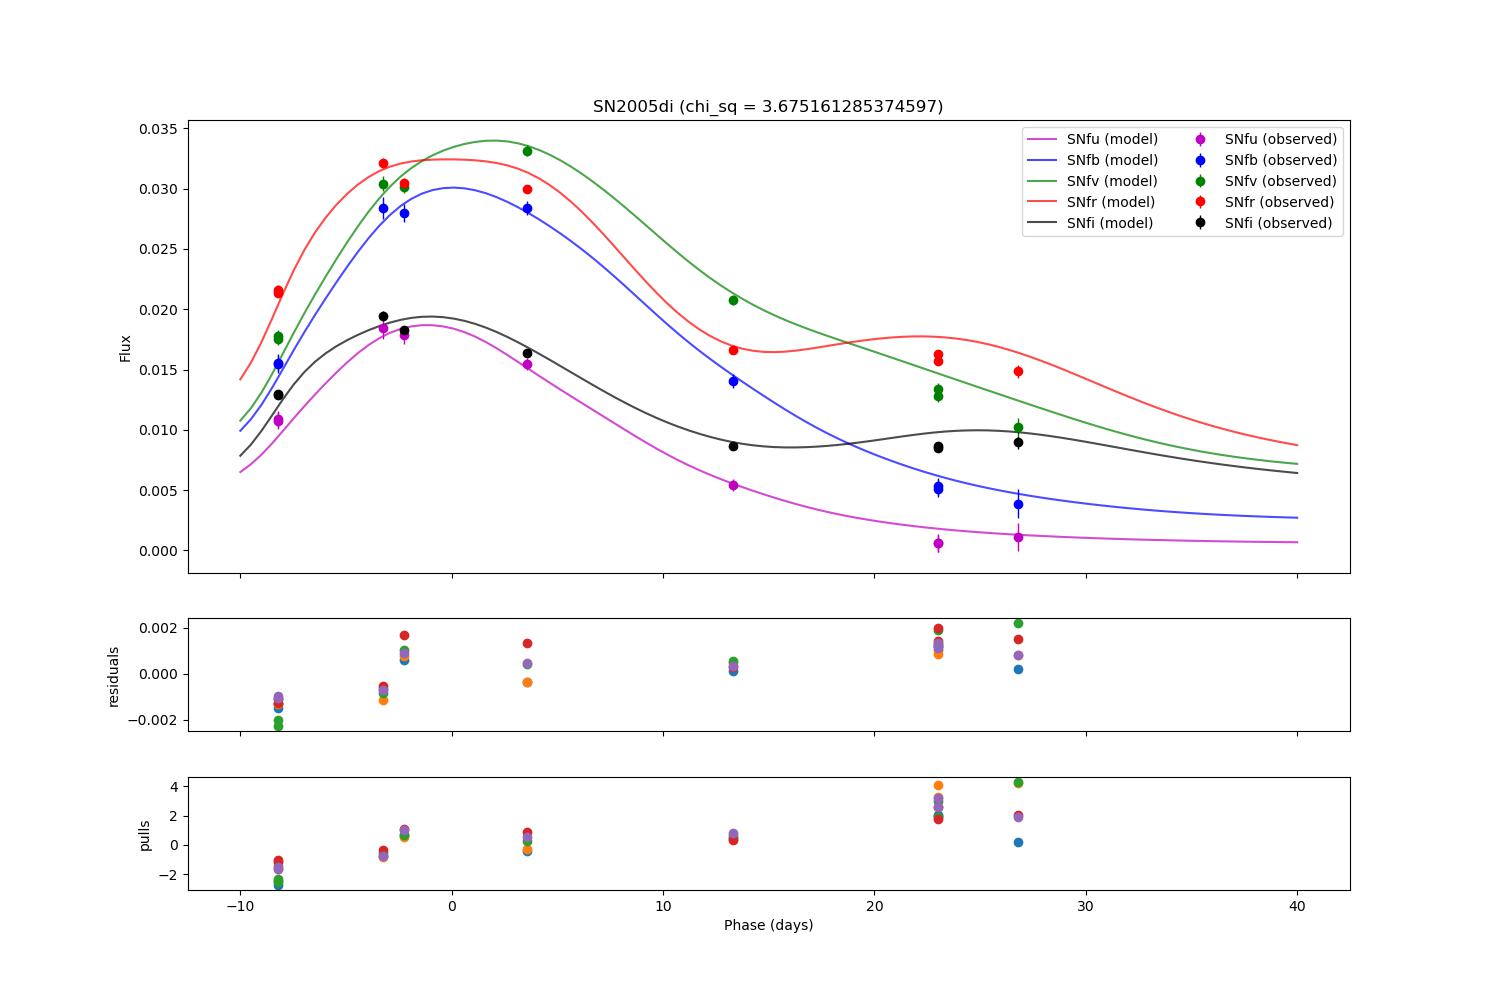 SN2005di (chi_sq = 3.675161285374597)
0.035
0.030
0.025
0.020
0.015
0.010
0.005
0.000
Flux
SNfu (model)
SNfb (model)
SNfv (model)
SNfr (model)
SNfi (model)
SNfu (observed)
SNfb (observed)
SNfv (observed)
SNfr (observed)
SNfi (observed)
0.002
0.000
−0.002
residuals
4
2
0
−2
pulls
−10
0
10
20
30
40
Phase (days)